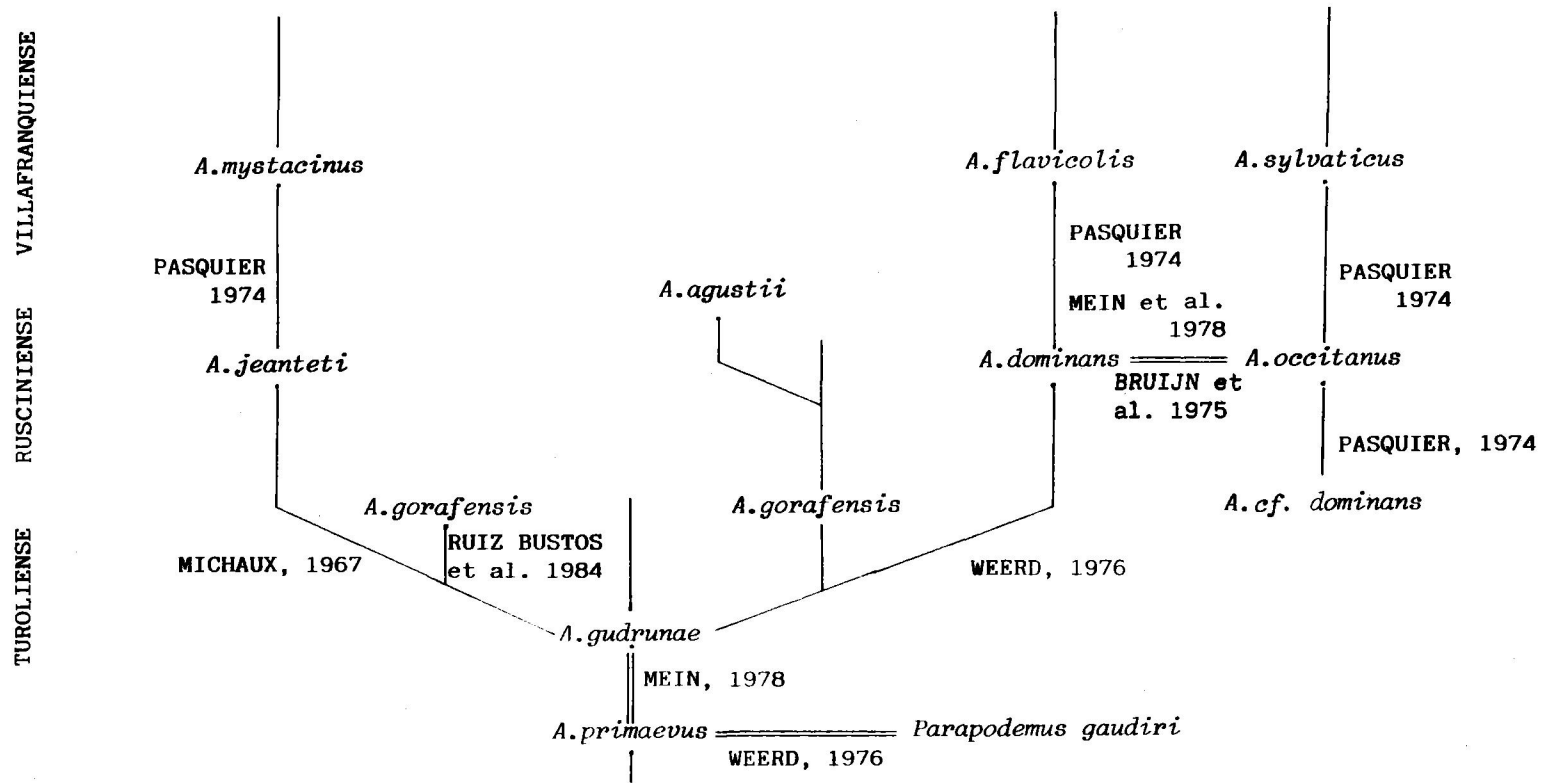 VILLAFRANQUIENSE
RUSCINIENSE
TUROLIENSE
A.mystacinus
A.flavicolis
A.sylvaticus
PASQUIER
1974
PASQUIER
1974
PASQUIER
1974
A.agustii
MEIN et al.
1978
A.jeanteti
A.dominans
A.occitanus
BRUIJN et
al. 1975
PASQUIER, 1974
A.gorafensis
A.gorafensis
A.cf. dominans
RUIZ BUSTOS
et al. 1984
MICHAUX, 1967
WEERD, 1976
A.gudrunae
MEIN, 1978
A.primaevus
Parapodemus gaudiri
WEERD, 1976